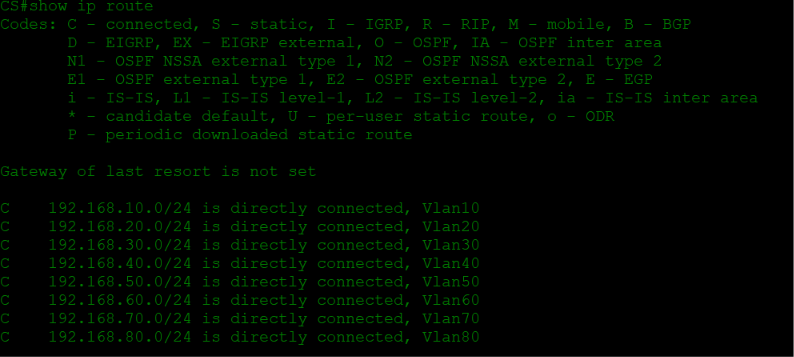 CS#show ip route
Codes: C - connected, S - static, I - IGRP, R - RIP, M - mobile, B - BGP
D - EIGRP, EX - EIGRP external, O - OSPF, IA - OSPF inter area
N1 - OSPF NSSA external type 1, N2 - OSPF NSSA external type 2
E1 - OSPF external type 1, E2 - OSPF external type 2, E - EGP
i - IS-IS, L1 - IS-IS level-1, L2 - IS-IS level-2, ia - IS-IS inter area
* - candidate default, U - per-user static route, o - ODR
P - periodic downloaded static route
Gateway of last resort is not set
C 192.168.10.0/24 is directly connected, Vlan10
C 192.168.20.0/24 is directly connected, Vlan20
C 192.168.30.0/24 is directly connected, Vlan30
C 192.168.40.0/24 is directly connected, Vlan40
C 192.168.50.0/24 is directly connected, Vlan50
C 192.168.60.0/24 is directly connected, Vlan60
C 192.168.70.0/24 is directly connected, Vlan70
C 192.168.80.0/24 is directly connected, Vlan80